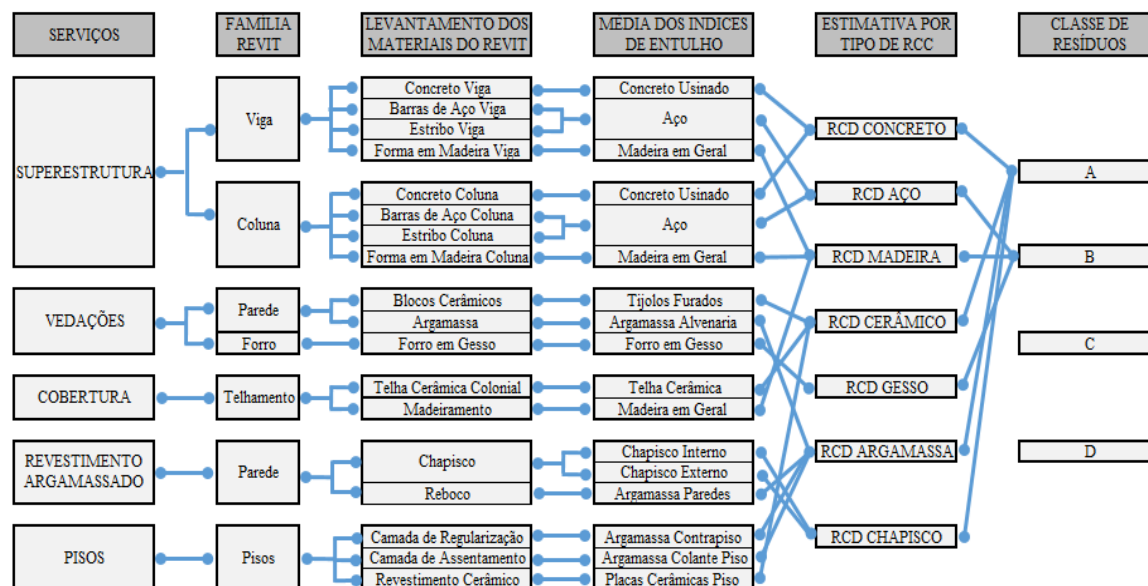 SERVIÇOS
FAMÍLIA
REVIT
LEVANTAMENTO DOS
MATERIAIS DO REVIT
MÉDIA DOS INDICES
DE ENTULHO
ESTIMATIVA POR
TIPO DE RCC
CLASSE DE
RESÍDUOS
SUPERESTRUTURA
Viga
Concreto Viga
Barras de Aço Viga
Estribo Viga
Forma em Madeira Viga
Concreto Usinado
Aço
Madeira em Geral
Coluna
Concreto Coluna
Barras de Aço Coluna
Estribo Coluna
Forma em Madeira Coluna
Concreto Usinado
Aço
Madeira em Geral
VEDAÇÕES
Parede
Forro
Blocos Cerâmicos
Argamassa
Forro em Gesso
Tijolos Furados
Argamassa Alvenaria
Forro em Gesso
COBERTURA
Telhamento
Telha Cerâmica Colonial
Madeiramento
Telha Cerâmica
Madeira em Geral
REVESTIMENTO
ARGAMASSADO
Parede
Chapisco
Reboco
Chapisco Interno
Chapisco Externo
Argamassa Paredes
PISOS
Pisos
Camada de Regularização
Camada de Assentamento
Revestimento Cerâmico
Argamassa Contrapiso
Argamassa Colante Piso
Placas Cerâmicas Piso
RCD CONCRETO
RCD AÇO
RCD MADEIRA
RCD CERÂMICO
RCD GESSO
RCD ARGAMASSA
RCD CHAPISCO
A
B
C
D